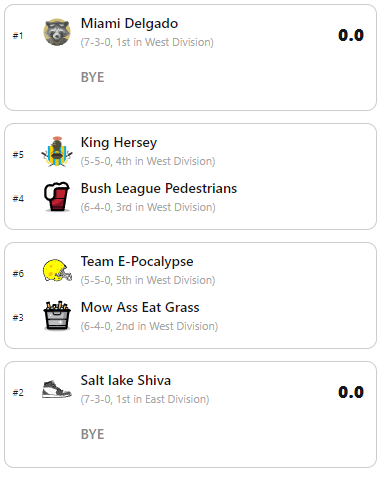 #1
Miami Delgado
0.0
(7-3-0, 1st in West Division)
BYE
#5
King Hersey
(5-5-0, 4th in West Division)
#4
Bush League Pedestrians
(6-4-0, 3rd in West Division)
#6
Team E-Pocalypse
(5-5-0, 5th in West Division)
#3
Mow Ass Eat Grass
(6-4-0, 2nd in West Division)
#2
Salt lake Shiva
0.0
(7-3-0, 1st in East Division)
BYE